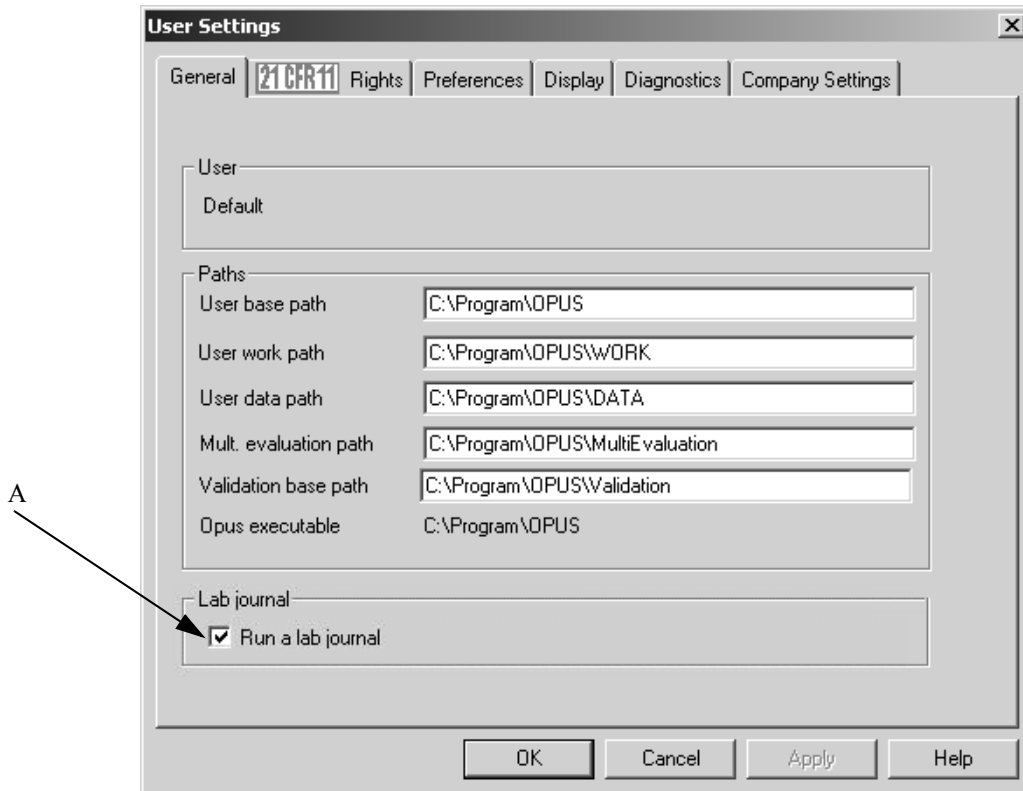 User Settings
General 21 CFR11 Rights Preferences Display Diagnostics Company Settings
User
Default
Paths
User base path C:\Program\OPUS
User work path C:\Program\OPUS\WORK
User data path C:\Program\OPUS\DATA
Mult. evaluation path C:\Program\OPUS\MultiEvaluation
Validation base path C:\Program\OPUS\Validation
Opus executable C:\Program\OPUS
A
Lab journal
Run a lab journal
OK Cancel Apply Help